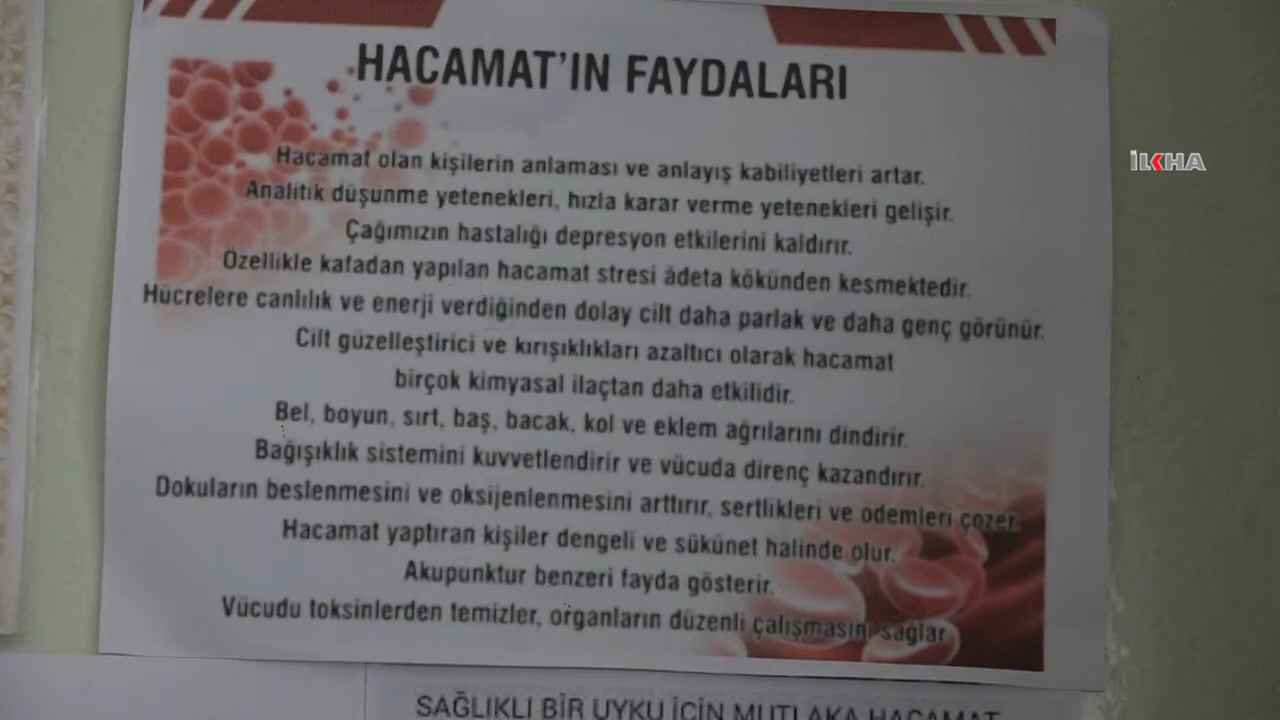 HACAMAT'IN FAYDALARI
İLKHA
Hacamat olan kişilerin anlaması ve anlayış kabiliyetleri artar.
Analitik düşünme yetenekleri, hızla karar verme yetenekleri gelişir.
Çağımızın hastalığı depresyon etkilerini kaldırır.
Özellikle kafadan yapılan hacamat stresi âdeta kökünden kesmektedir.
Hücrelere canlılık ve enerji verdiğinden dolay cilt daha parlak ve daha genç görünür.
Cilt güzelleştirici ve kırışıklıkları azaltıcı olarak hacamat
birçok kimyasal ilaçtan daha etkilidir.
Bel, boyun, sırt, baş, bacak, kol ve eklem ağrılarını dindirir.
Bağışıklık sistemini kuvvetlendirir ve vücuda direnç kazandırır.
Dokuların beslenmesini ve oksijenlenmesini arttırır, sertlikleri ve ödemleri çözer.
Hacamat yaptıran kişiler dengeli ve sükûnet halinde olur.
Akupunktur benzeri fayda gösterir.
Vücudu toksinlerden temizler, organların düzenli çalışmasını sağlar
SAĞLIKLI BİR UYKU İÇİN MUTLAKA HACAMAT